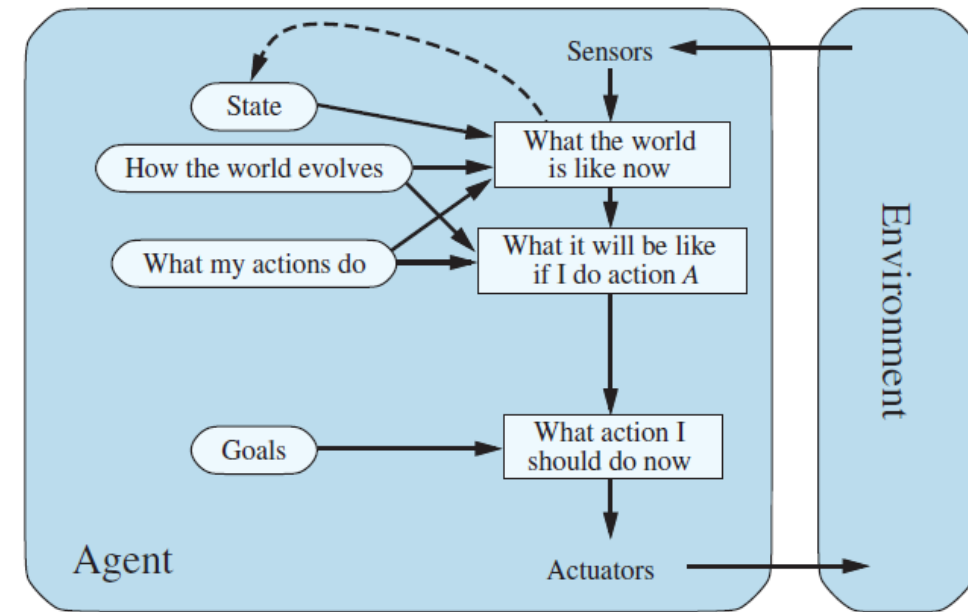 Sensors
State
What the world
is like now
How the world evolves
What my actions do
What it will be like
if I do action A
Goals
What action I
should do now
Agent
Actuators
Environment